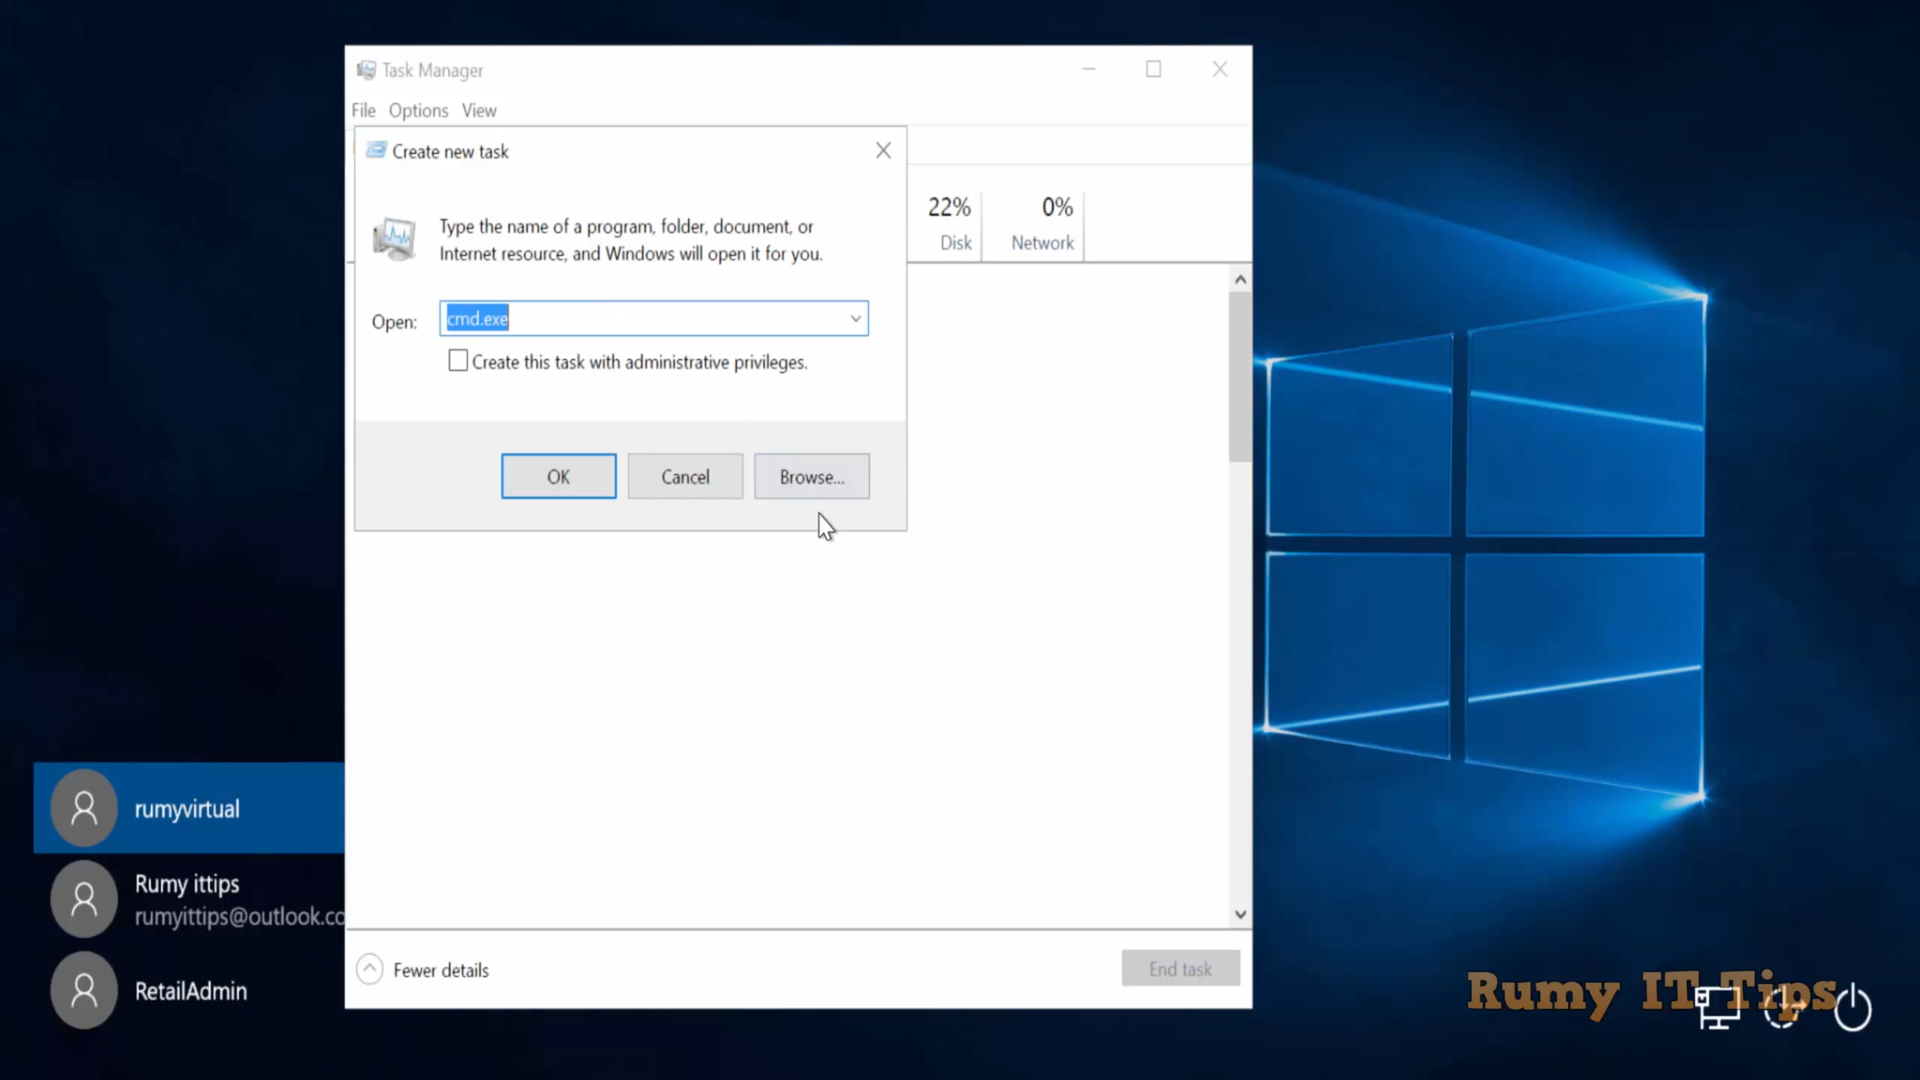 Task Manager
File Options View
Create new task
Type the name of a program, folder, document, or
Internet resource, and Windows will open it for you.
Open: cmd.exe
Create this task with administrative privileges.
OK Cancel Browse...
22% 0%
Disk Network
rumyvirtual
Rumy ittips
rumyittips@outlook.co
RetailAdmin
Fewer details
End task
Rumy IT Tips